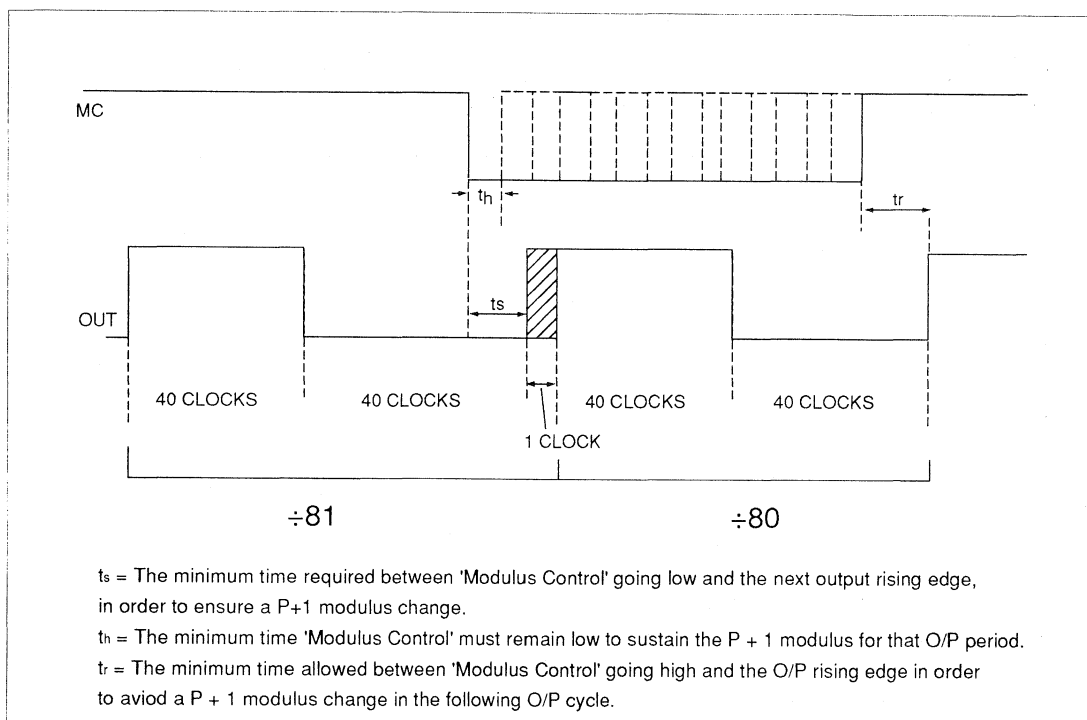 MC
th
tr
ts
OUT
40 CLOCKS
40 CLOCKS
40 CLOCKS
40 CLOCKS
1 CLOCK
÷81
÷80
ts = The minimum time required between 'Modulus Control' going low and the next output rising edge,
in order to ensure a P+1 modulus change.
th = The minimum time 'Modulus Control' must remain low to sustain the P + 1 modulus for that O/P period.
tr = The minimum time allowed between 'Modulus Control' going high and the O/P rising edge in order
to aviod a P + 1 modulus change in the following O/P cycle.